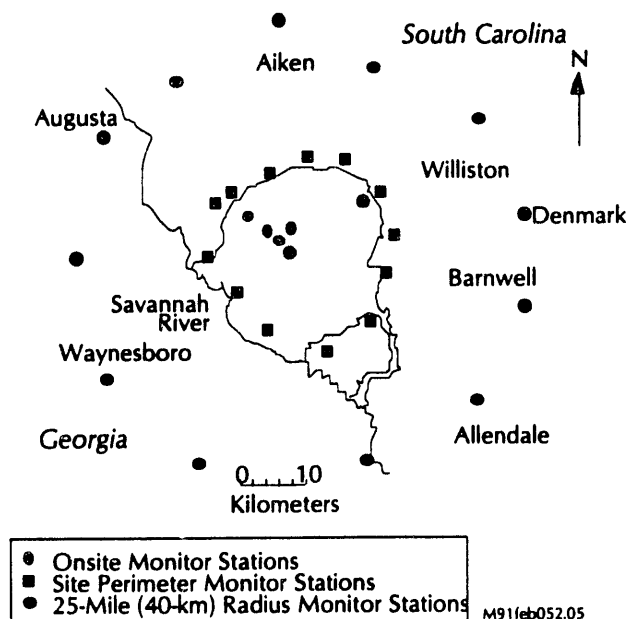 South Carolina
Aiken
N
Augusta
Williston
Denmark
Barnwell
Savannah
River
Waynesboro
Georgia
Allendale
0 10
Kilometers
Onsite Monitor Stations
Site Perimeter Monitor Stations
25-Mile (40-km) Radius Monitor Stations
M91feb052.05